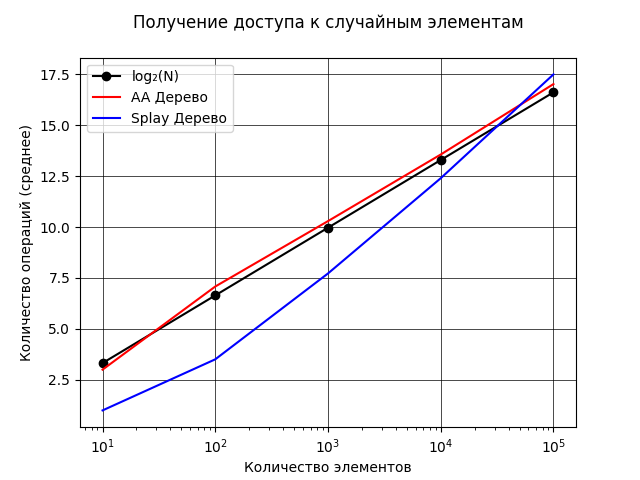 Получение доступа к случайным элементам
log₂(N)
AA Дерево
Splay Дерево
17.5
15.0
12.5
10.0
7.5
5.0
2.5
Количество операций (среднее)
10¹ 10² 10³ 10⁴ 10⁵
Количество элементов